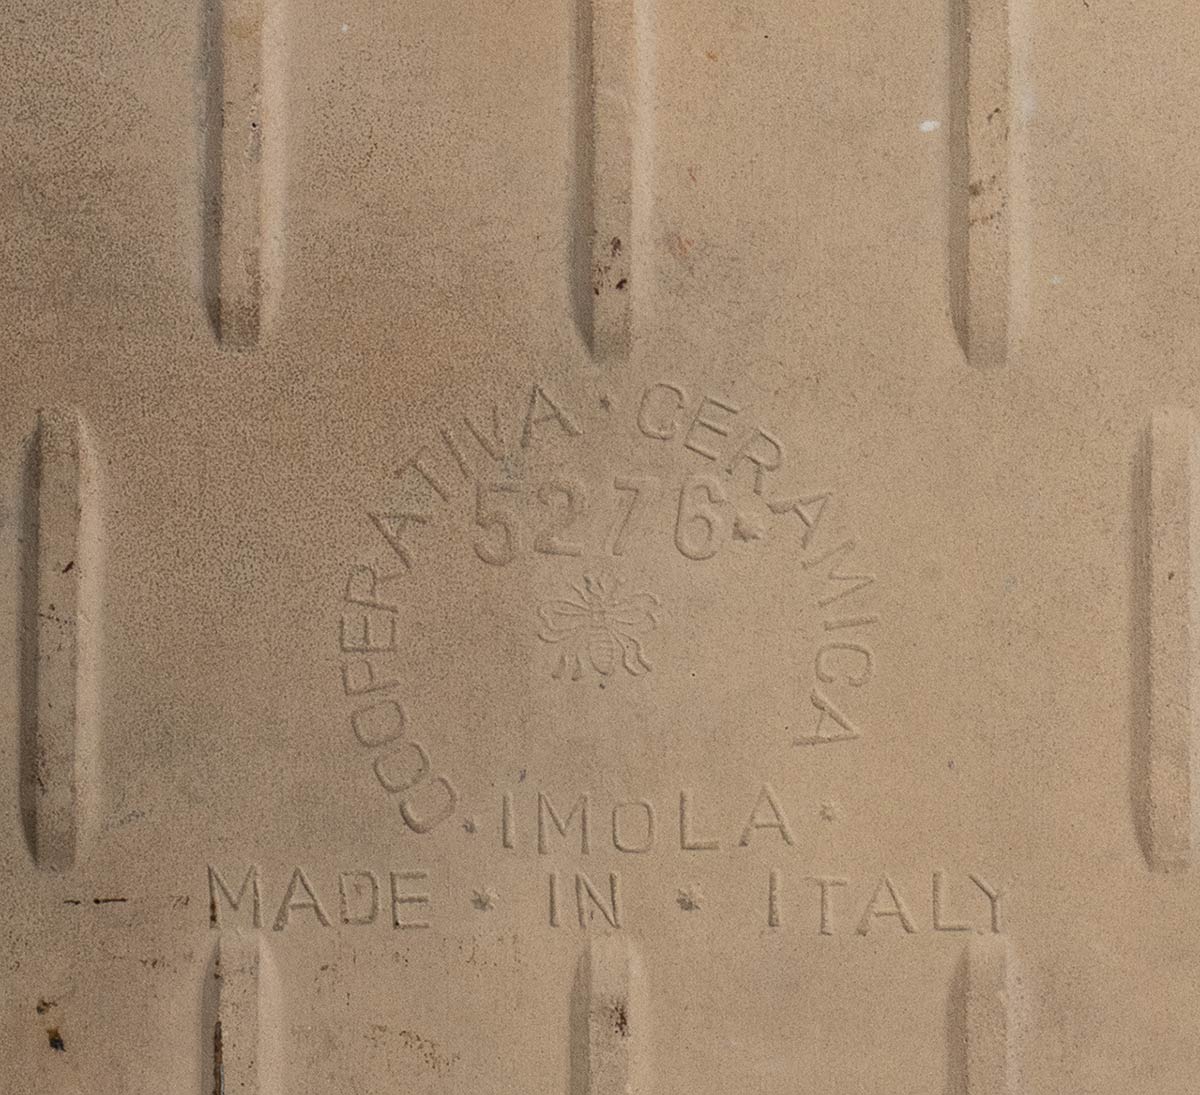 COOPERATIVA · CERAMICA
5276*
· IMOLA ·
MADE * IN * ITALY